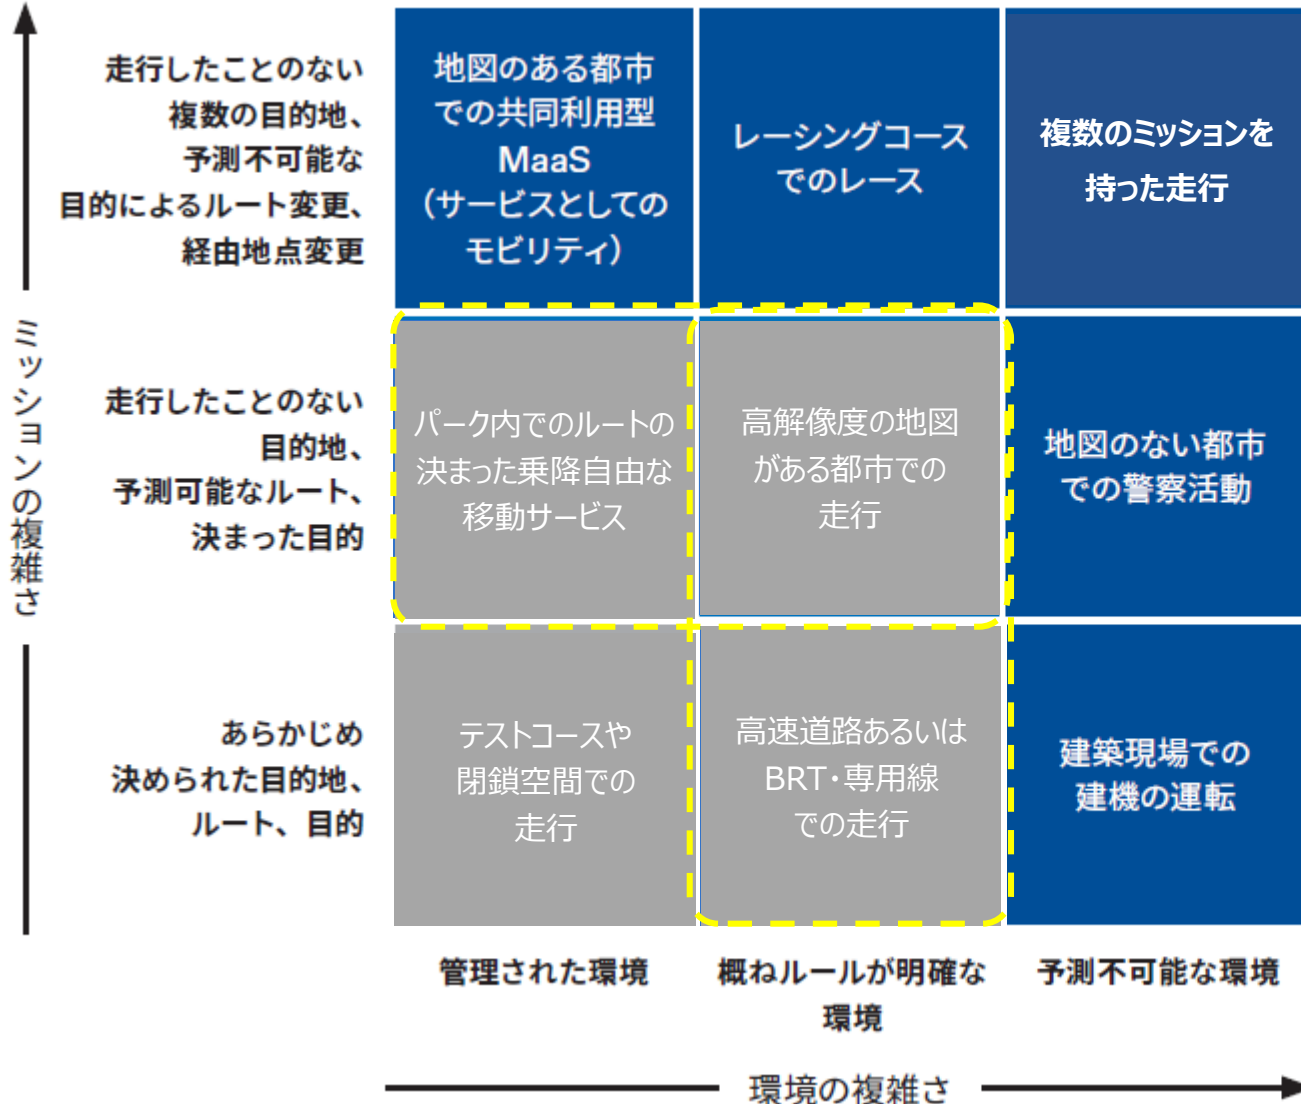 走行したことのない
複数の目的地、
予測不可能な
目的によるルート変更、
経由地点変更
地図のある都市
での共同利用型
MaaS
（サービスとしての
モビリティ）
レーシングコース
でのレース
複数のミッションを
持った走行
ミッションの複雑さ
走行したことのない
目的地、
予測可能なルート、
決まった目的
パーク内でのルートの
決まった乗降自由な
移動サービス
高解像度の地図
がある都市での
走行
地図のない都市
での警察活動
あらかじめ
決められた目的地、
ルート、目的
テストコースや
閉鎖空間での
走行
高速道路あるいは
BRT・専用線
での走行
建築現場での
建機の運転
管理された環境
概ねルールが明確な
環境
予測不可能な環境
環境の複雑さ